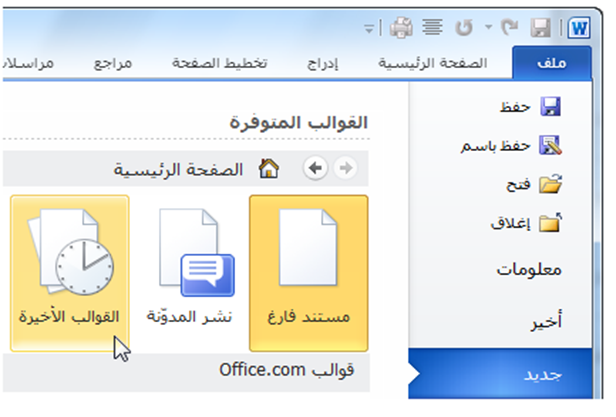 W
ملف
الصفحة الرئيسية
إدراج
تخطيط الصفحة
مراجع
مراسلات
حفظ
حفظ باسم
فتح
إغلاق
معلومات
أخير
جديد
القوالب المتوفرة
الصفحة الرئيسية
مستند فارغ
نشر المدوّنة
القوالب الأخيرة
قوالب Office.com